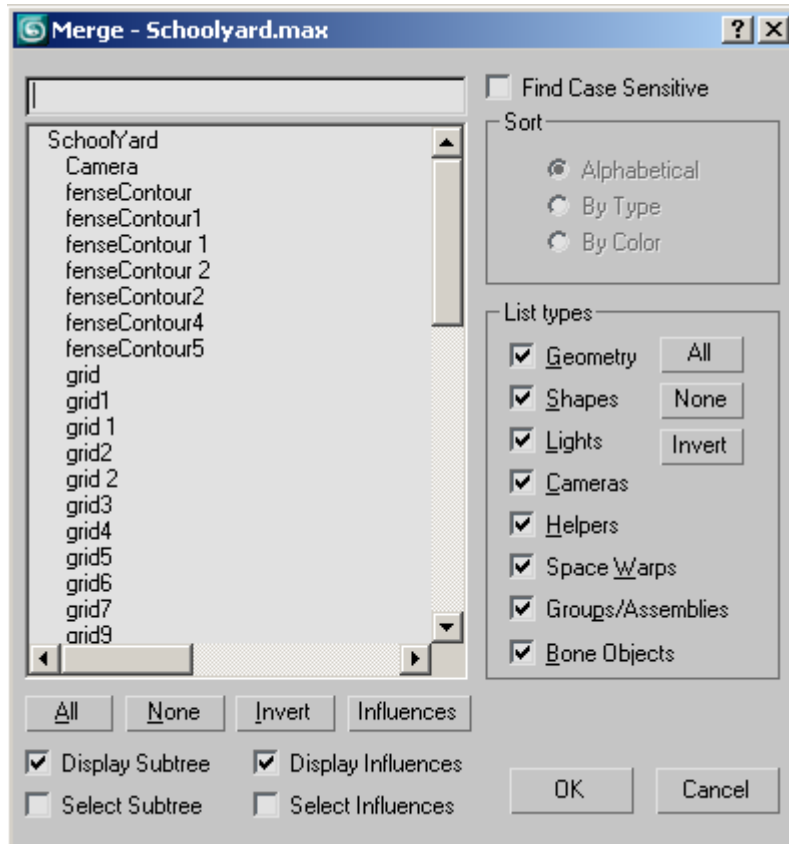 Merge - Schoolyard.max
Find Case Sensitive
SchoolYard
Camera
fenseContour
fenseContour1
fenseContour 1
fenseContour 2
fenseContour2
fenseContour4
fenseContour5
grid
grid1
grid 1
grid2
grid 2
grid3
grid4
grid5
grid6
grid7
grid9
Sort
Alphabetical
By Type
By Color
List types
Geometry All
Shapes None
Lights Invert
Cameras
Helpers
Space Warps
Groups/Assemblies
Bone Objects
All None Invert Influences
Display Subtree Display Influences
Select Subtree Select Influences
OK Cancel